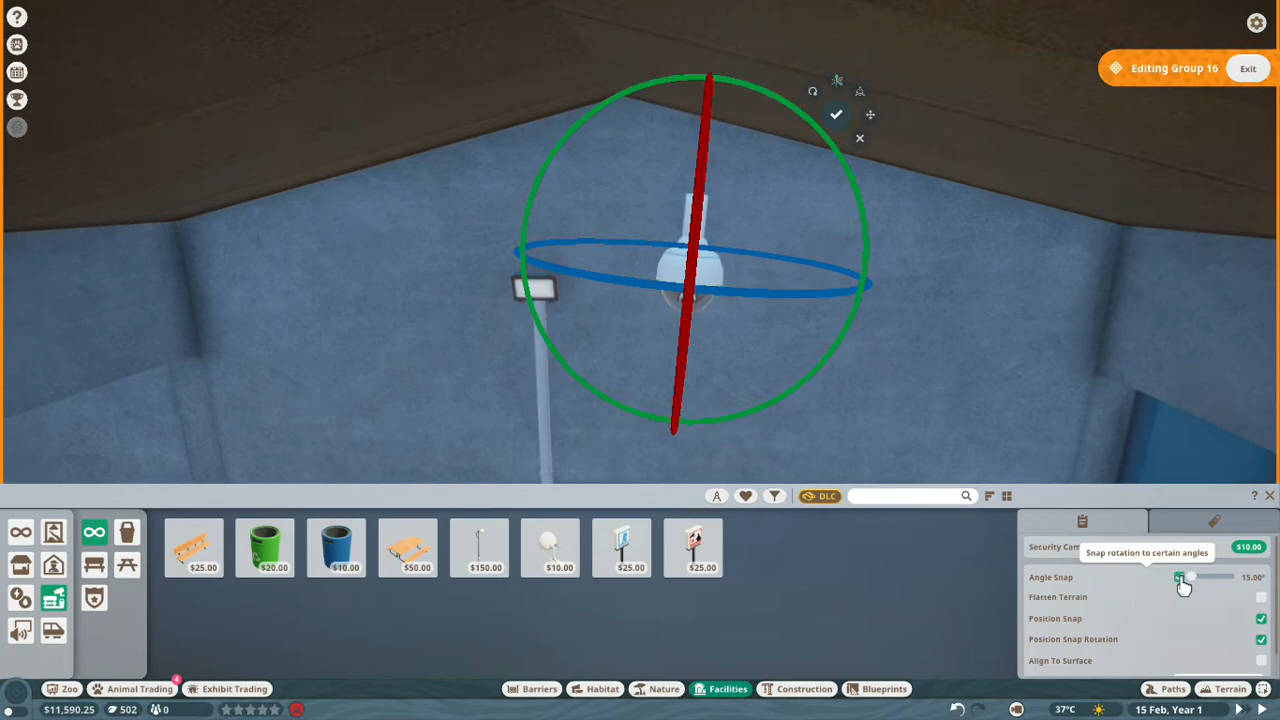 Editing Group 16
Exit
DLC
$25.00
$20.00
$10.00
$50.00
$150.00
$10.00
$25.00
$25.00
Security Cam
$10.00
Snap rotation to certain angles
Angle Snap
15.00°
Flatten Terrain
Position Snap
Position Snap Rotation
Align To Surface
Zoo
Animal Trading
4
Exhibit Trading
Barriers
Habitat
Nature
Facilities
Construction
Blueprints
Paths
Terrain
$11,590.25
502
0
37°C
15 Feb, Year 1